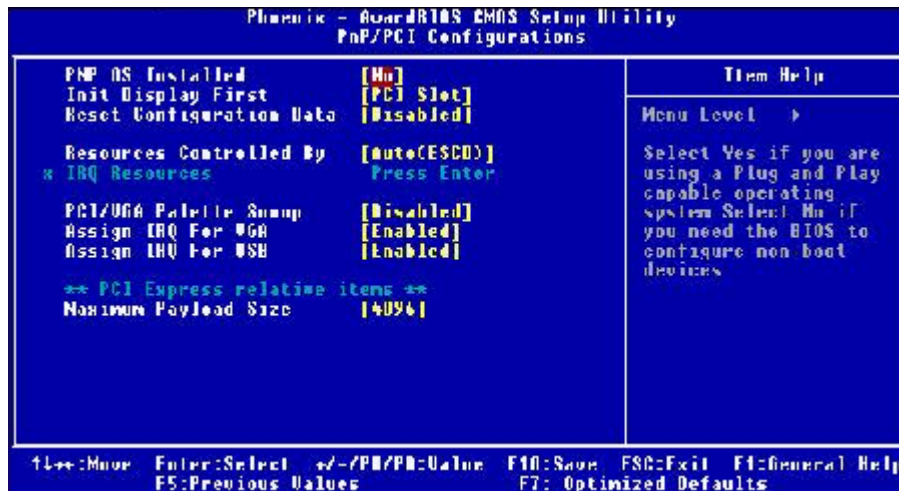 Phoenix - AwardBIOS CMOS Setup Utility
PnP/PCI Configurations
PNP OS Installed [No]
Init Display First [PCI Slot]
Reset Configuration Data [Disabled]
Resources Controlled By [Auto(ESCD)]
x IRQ Resources Press Enter
PCI/VGA Palette Snoop [Disabled]
Assign IRQ For VGA [Enabled]
Assign IRQ For USB [Enabled]
** PCI Express relative items **
Maximum Payload Size [4096]
Item Help
Menu Level ▸
Select Yes if you are
using a Plug and Play
capable operating
system Select No if
you need the BIOS to
configure non boot
devices
↑↓→←:Move Enter:Select +/-/PU/PD:Value F10:Save ESC:Exit F1:General Help
F5:Previous Values F7: Optimized Defaults